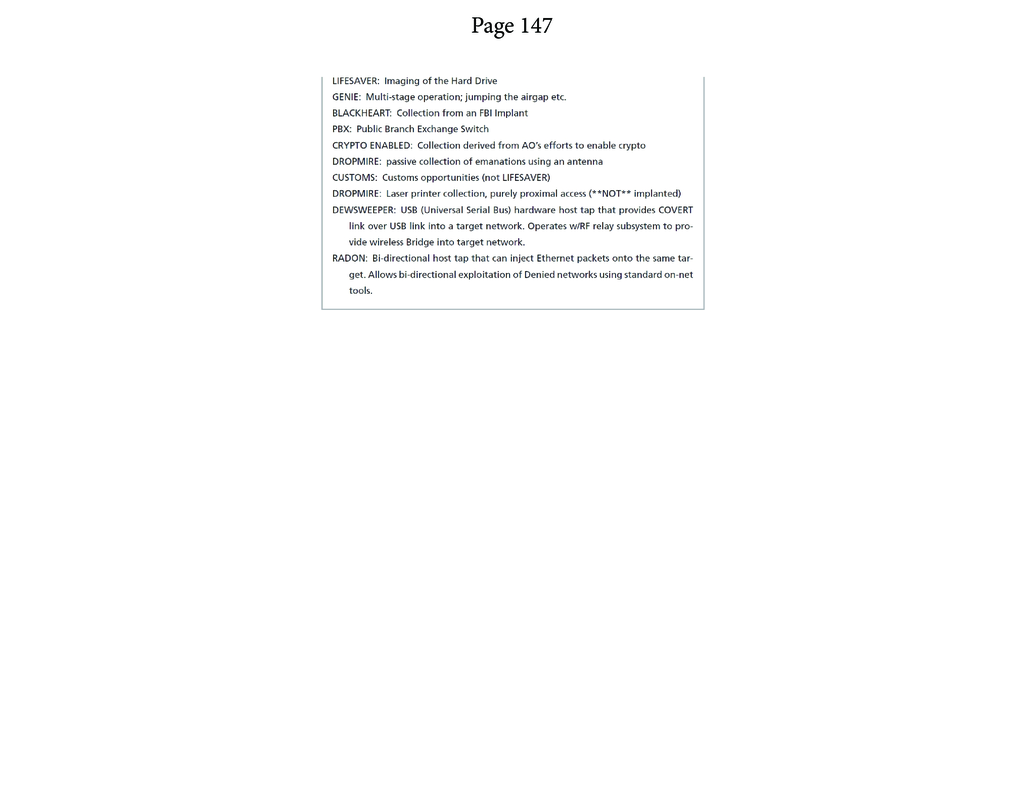 Page 147
LIFESAVER: Imaging of the Hard Drive
GENIE: Multi-stage operation; jumping the airgap etc.
BLACKHEART: Collection from an FBI Implant
PBX: Public Branch Exchange Switch
CRYPTO ENABLED: Collection derived from AO's efforts to enable crypto
DROPMIRE: passive collection of emanations using an antenna
CUSTOMS: Customs opportunities (not LIFESAVER)
DROPMIRE: Laser printer collection, purely proximal access (**NOT** implanted)
DEWSWEEPER: USB (Universal Serial Bus) hardware host tap that provides COVERT
link over USB link into a target network. Operates w/RF relay subsystem to pro-
vide wireless Bridge into target network.
RADON: Bi-directional host tap that can inject Ethernet packets onto the same tar-
get. Allows bi-directional exploitation of Denied networks using standard on-net
tools.